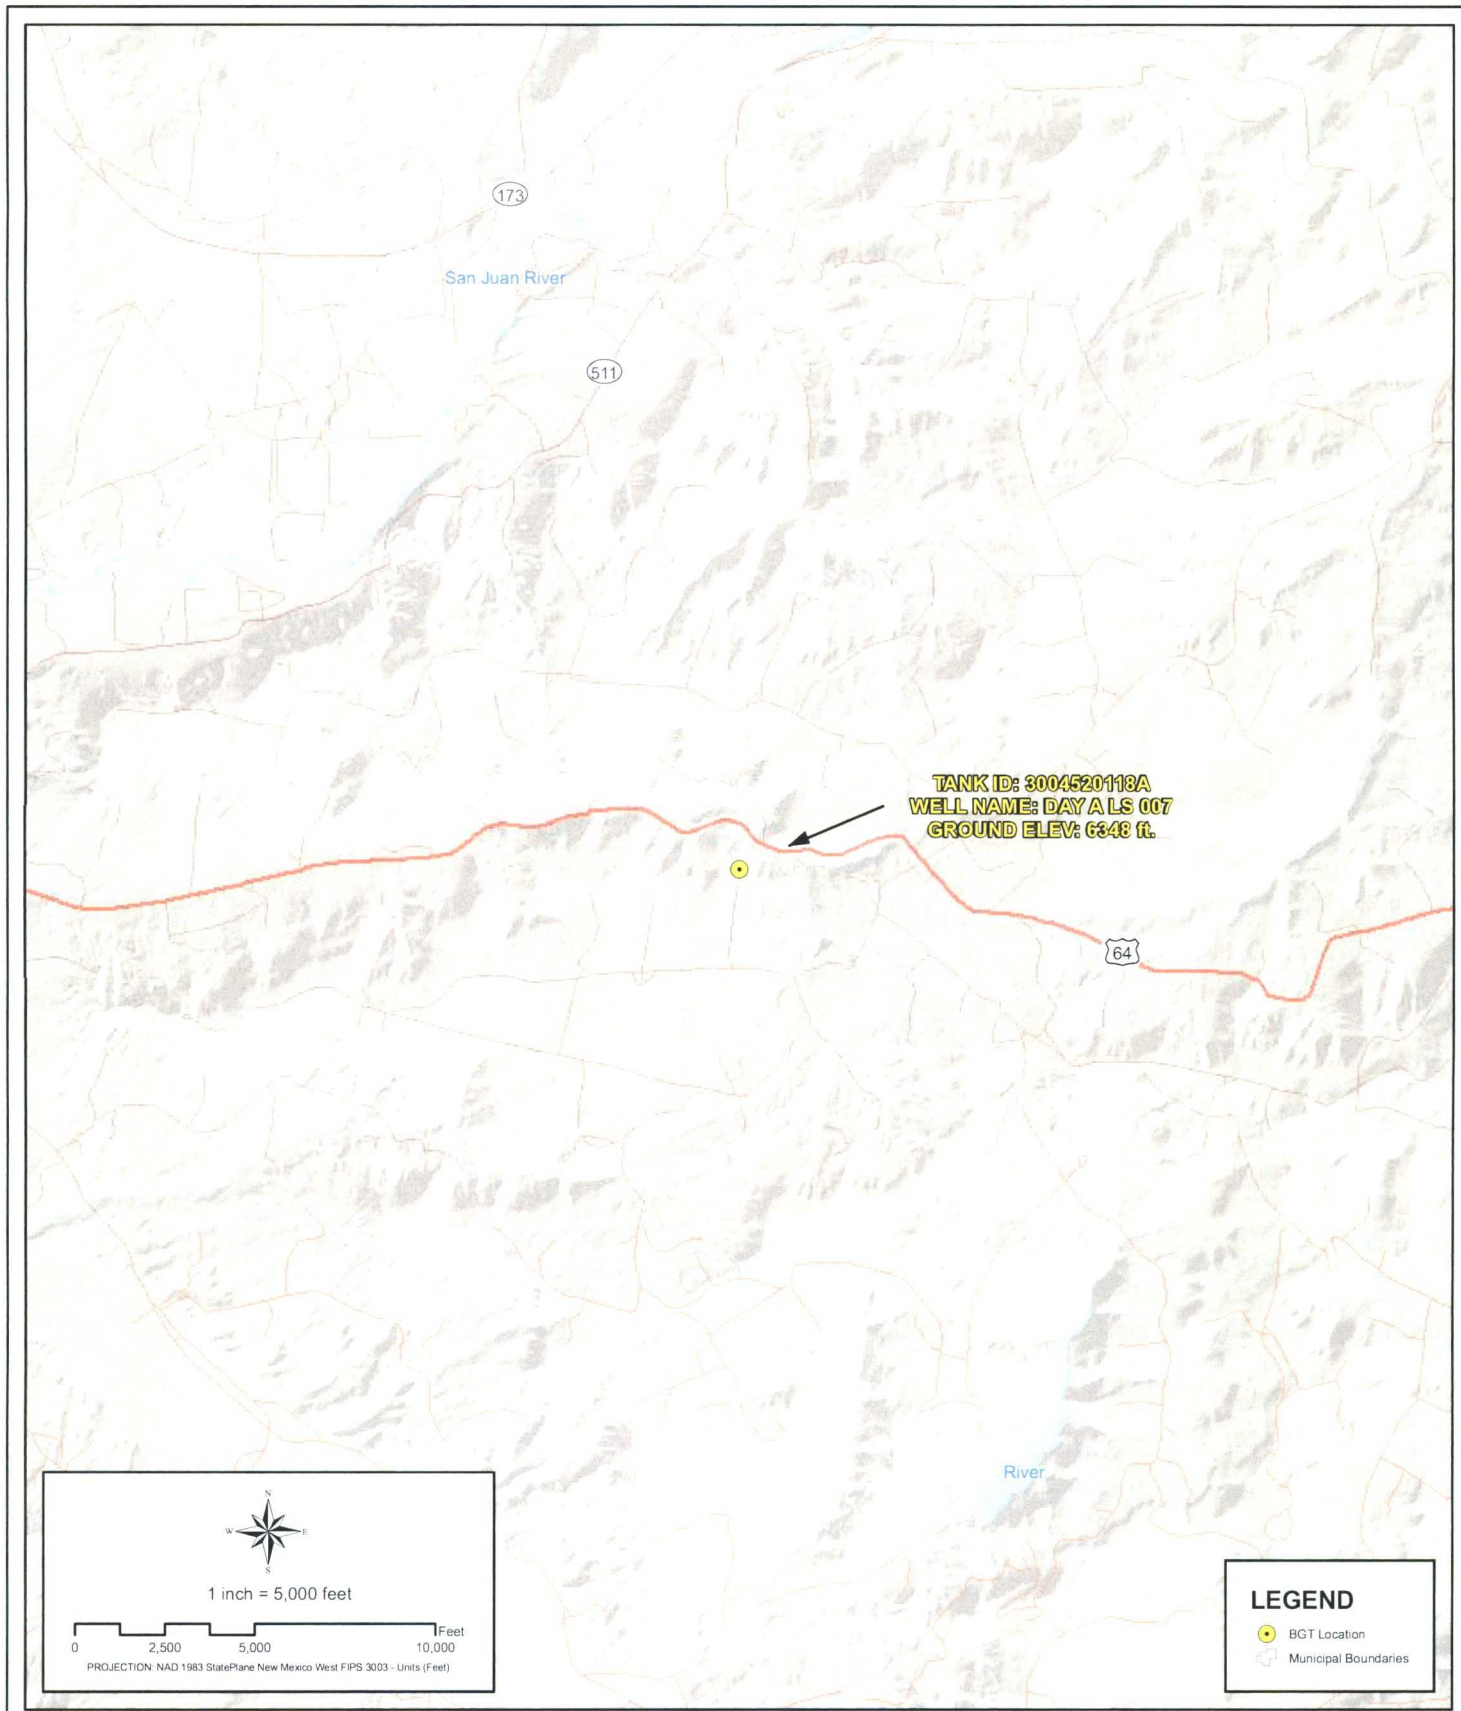 173
San Juan River
511
TANK ID: 3004520118A
WELL NAME: DAY A LS 007
GROUND ELEV: 6348 ft.
64
River
N
W E
S
1 inch = 5,000 feet
Feet
0 2,500 5,000 10,000
PROJECTION: NAD 1983 StatePlane New Mexico West FIPS 3003 - Units (Feet)
LEGEND
BGT Location
Municipal Boundaries